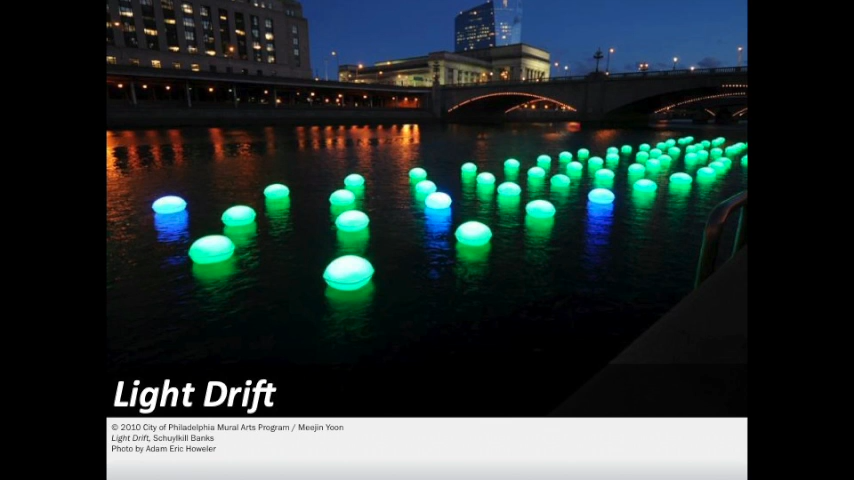 Light Drift
© 2010 City of Philadelphia Mural Arts Program / Meejin Yoon
Light Drift, Schuylkill Banks
Photo by Adam Eric Howeler